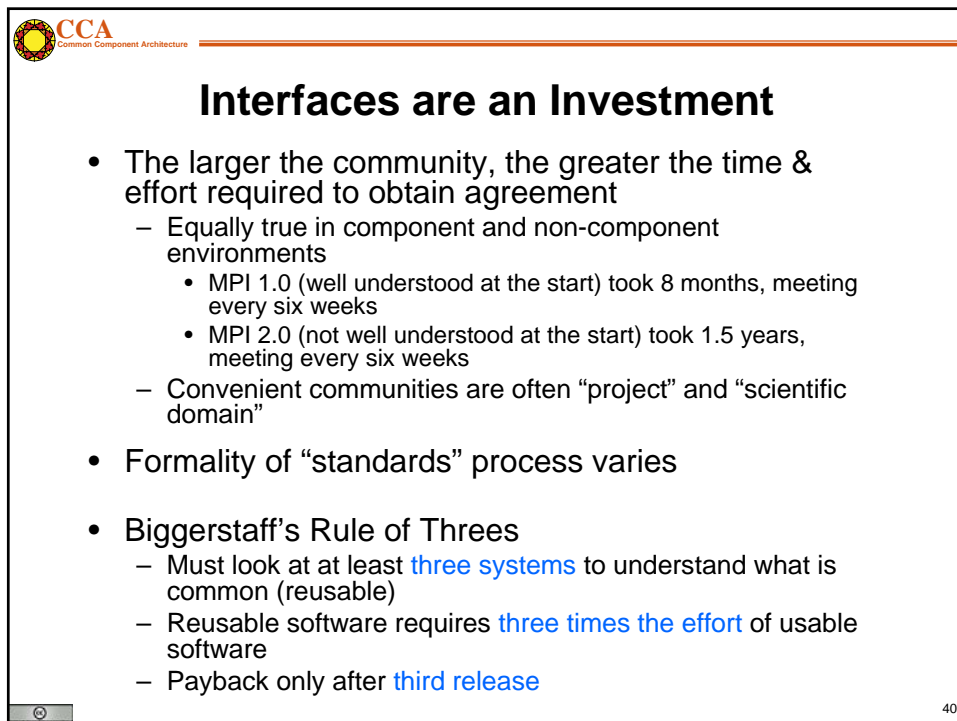 CCA
Common Component Architecture
Interfaces are an Investment
• The larger the community, the greater the time &
effort required to obtain agreement
– Equally true in component and non-component
environments
• MPI 1.0 (well understood at the start) took 8 months, meeting
every six weeks
• MPI 2.0 (not well understood at the start) took 1.5 years,
meeting every six weeks
– Convenient communities are often “project” and “scientific
domain”
• Formality of “standards” process varies
• Biggerstaff’s Rule of Threes
– Must look at at least three systems to understand what is
common (reusable)
– Reusable software requires three times the effort of usable
software
– Payback only after third release
cc
40